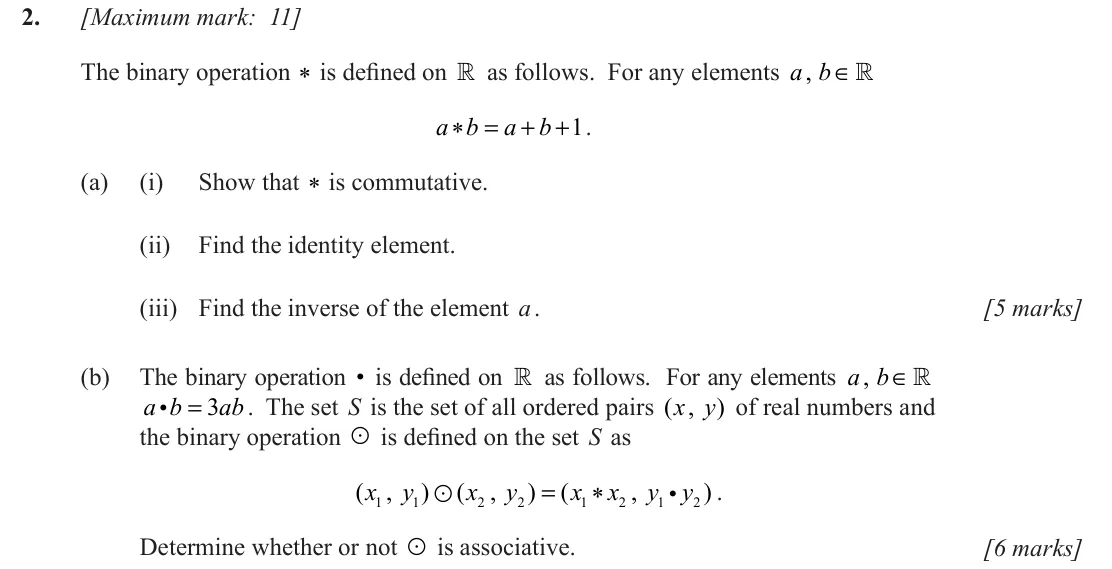 2. [Maximum mark: 11]
The binary operation ∗ is defined on ℝ as follows. For any elements a, b ∈ ℝ
a ∗ b = a + b + 1.
(a) (i) Show that ∗ is commutative.
(ii) Find the identity element.
(iii) Find the inverse of the element a. [5 marks]
(b) The binary operation • is defined on ℝ as follows. For any elements a, b ∈ ℝ
a • b = 3ab. The set S is the set of all ordered pairs (x, y) of real numbers and
the binary operation ⊙ is defined on the set S as
(x₁, y₁) ⊙ (x₂, y₂) = (x₁ ∗ x₂, y₁ • y₂).
Determine whether or not ⊙ is associative. [6 marks]